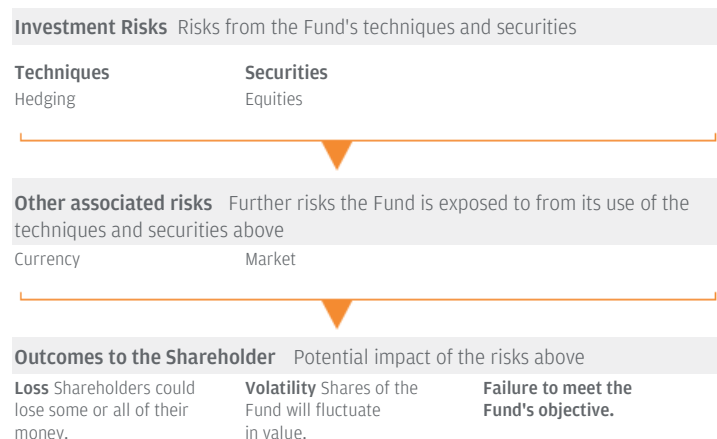 Investment Risks Risks from the Fund's techniques and securities
Techniques Securities
Hedging Equities
Other associated risks Further risks the Fund is exposed to from its use of the
techniques and securities above
Currency Market
Outcomes to the Shareholder Potential impact of the risks above
Loss Shareholders could
lose some or all of their
money.
Volatility Shares of the
Fund will fluctuate
in value.
Failure to meet the
Fund's objective.